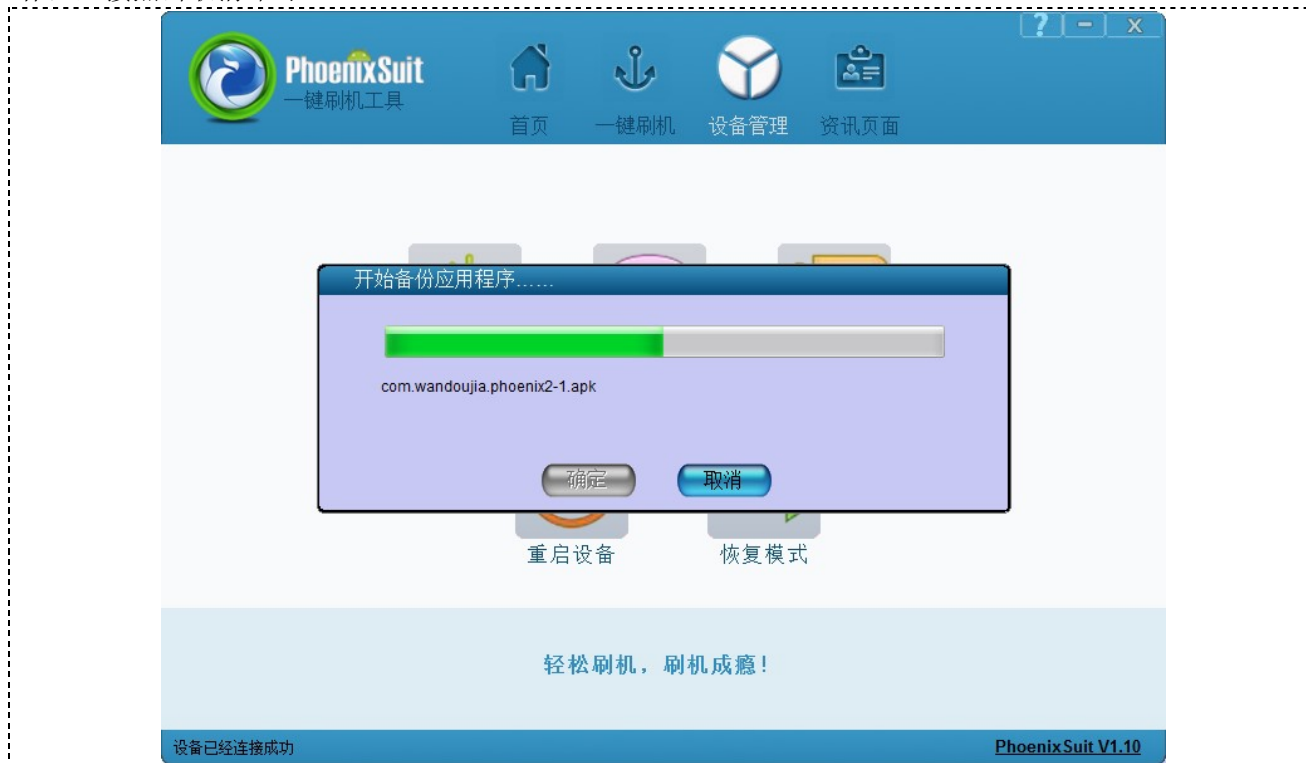 ? - x
PhoenixSuit
一键刷机工具
首页 一键刷机 设备管理 资讯页面
开始备份应用程序......
com.wandoujia.phoenix2-1.apk
确定 取消
重启设备 恢复模式
轻松刷机，刷机成瘾！
设备已经连接成功 PhoenixSuit V1.10